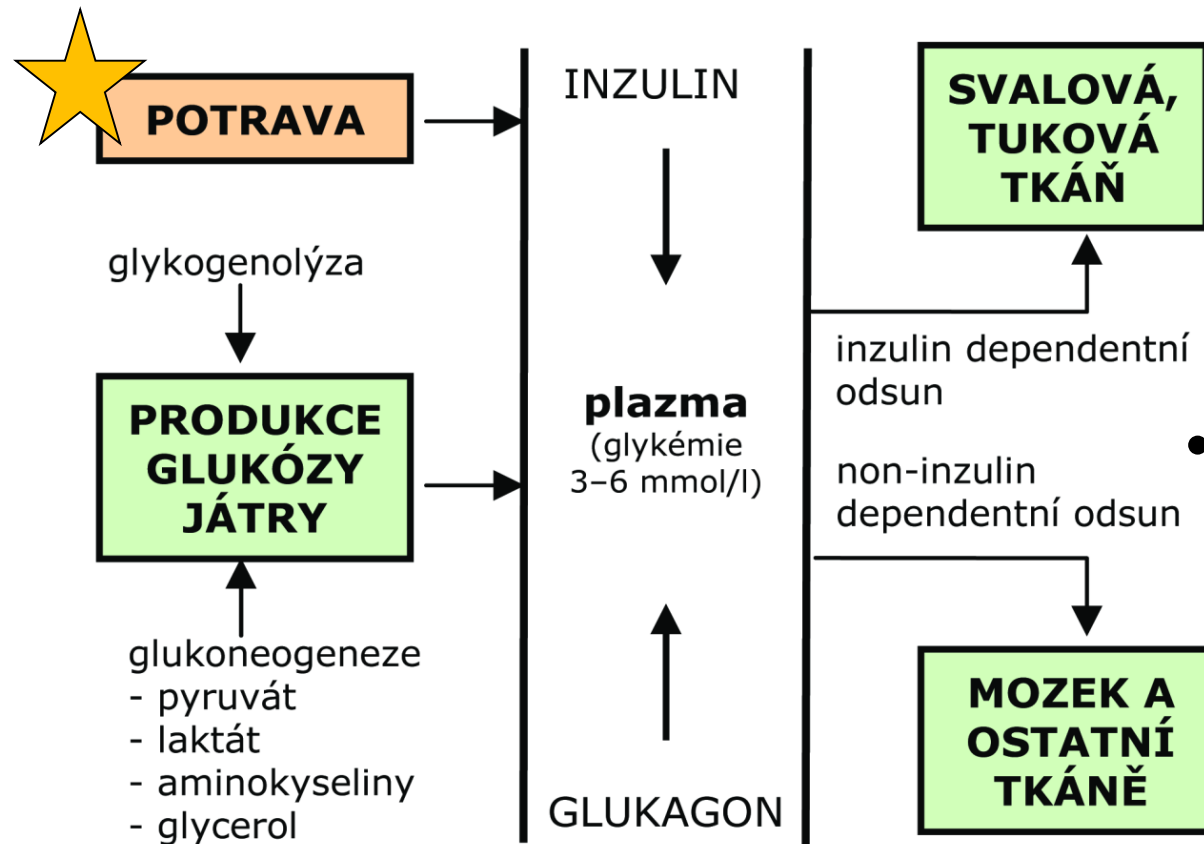 POTRAVA
glykogenolýza
PRODUKCE
GLUKÓZY
JÁTRY
glukoneogeneze
- pyruvát
- laktát
- aminokyseliny
- glycerol
INZULIN
plazma
(glykémie
3–6 mmol/l)
GLUKAGON
SVALOVÁ,
TUKOVÁ
TKÁŇ
inzulin dependentní
odsun
non-inzulin
dependentní odsun
MOZEK A
OSTATNÍ
TKÁNĚ